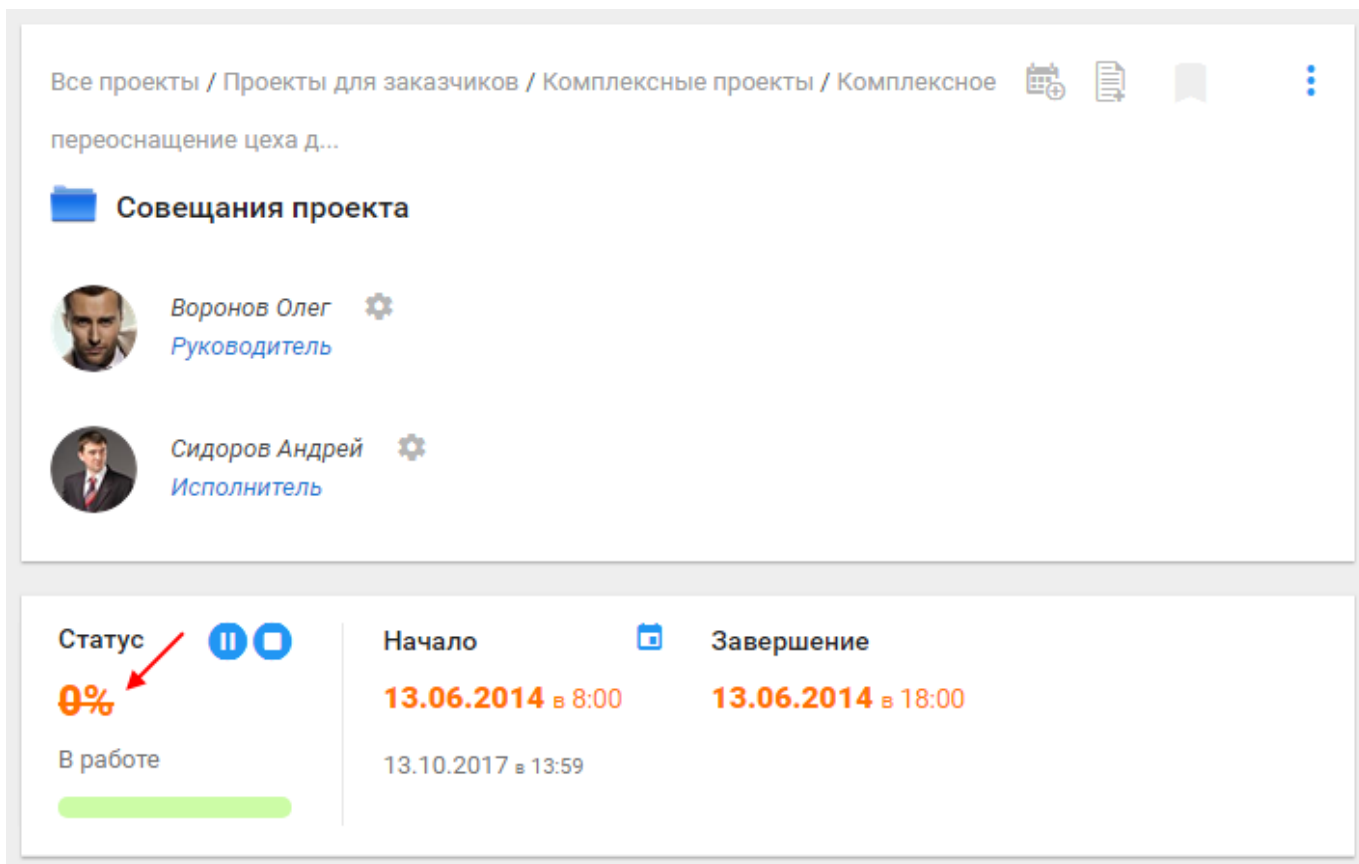 Все проекты / Проекты для заказчиков / Комплексные проекты / Комплексное
переоснащение цеха д...
Совещания проекта
Воронов Олег
Руководитель
Сидоров Андрей
Исполнитель
Статус
0%
В работе
Начало
13.06.2014 в 8:00
13.10.2017 в 13:59
Завершение
13.06.2014 в 18:00